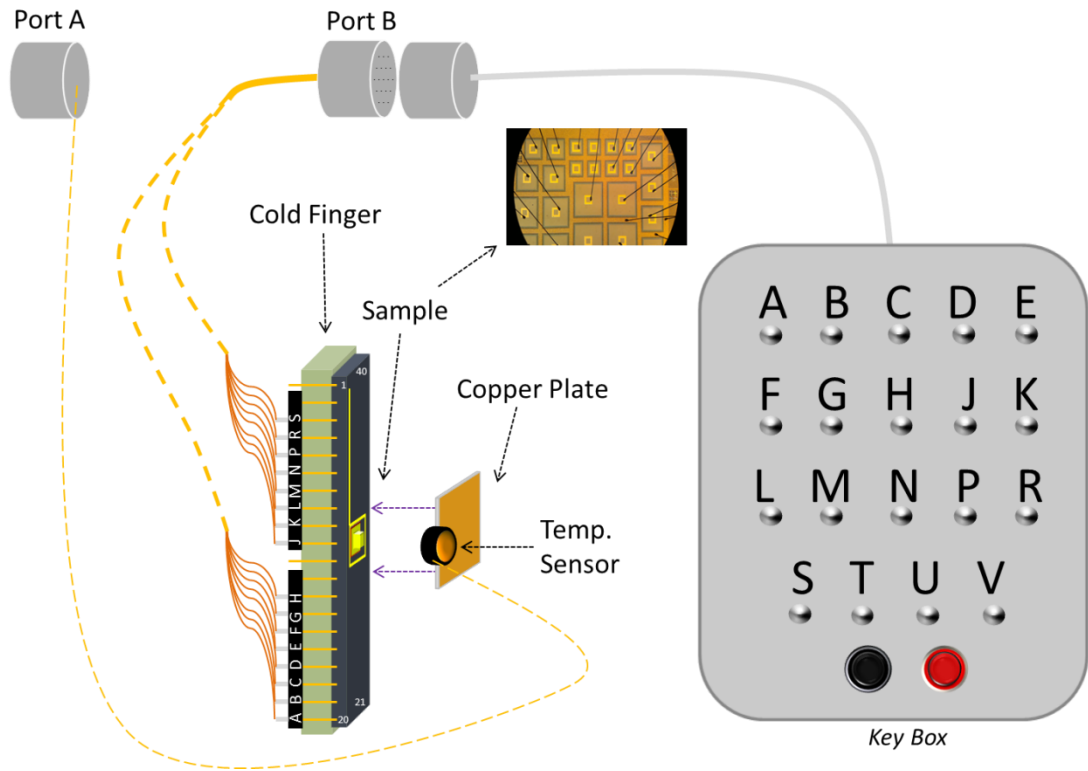 Port A
Port B
Cold Finger
Sample
Copper Plate
Temp.
Sensor
1
40
S
R
P
N
M
L
K
J
H
G
F
E
D
C
B
A
20
21
A B C D E
F G H J K
L M N P R
S T U V
Key Box